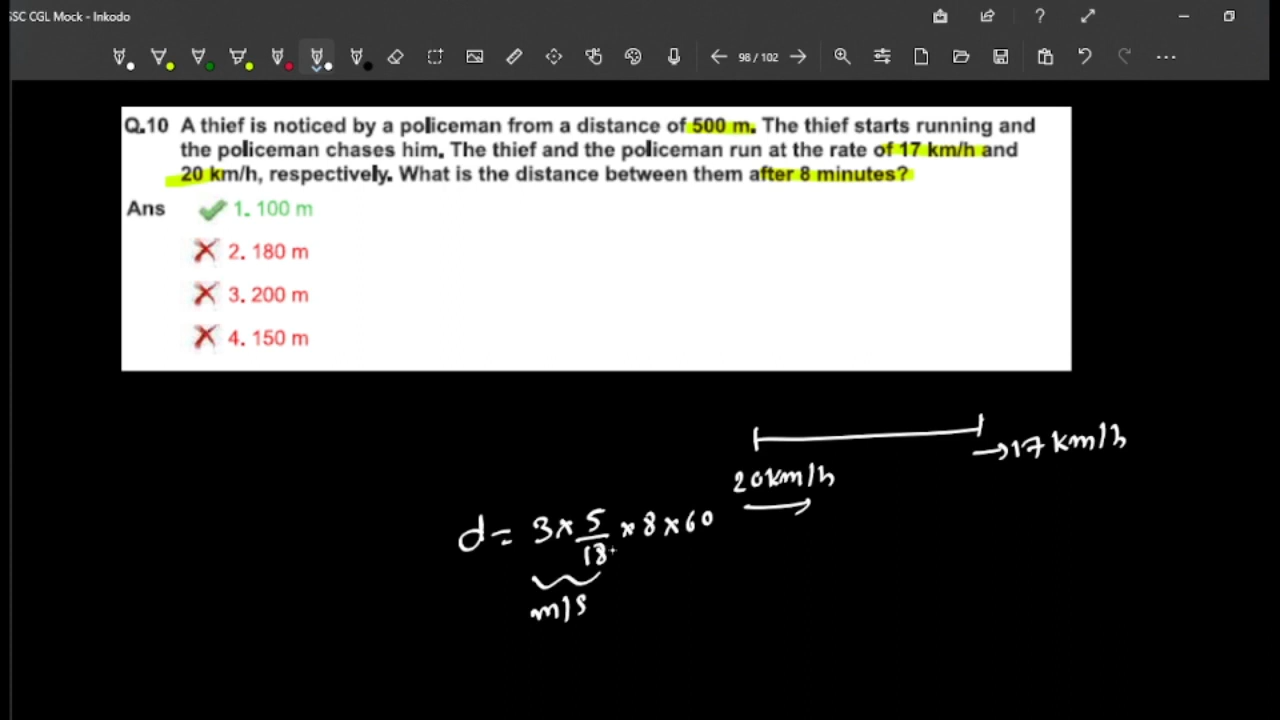 SSC CGL Mock - Inkodo
98 / 102
Q.10 A thief is noticed by a policeman from a distance of 500 m. The thief starts running and
the policeman chases him. The thief and the policeman run at the rate of 17 km/h and
20 km/h, respectively. What is the distance between them after 8 minutes?
Ans 1. 100 m
2. 180 m
3. 200 m
4. 150 m
→17 km/h
20km/h
d = 3 × 5/18 × 8 × 60
m/s